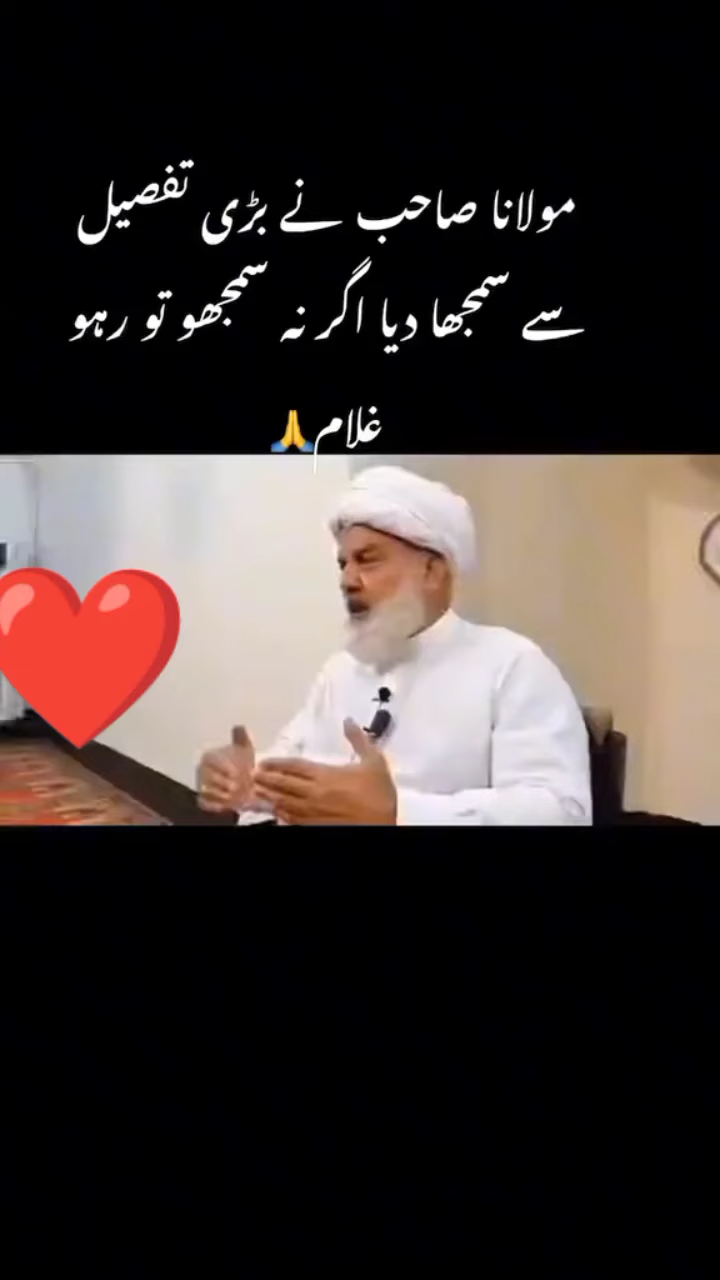 مولانا صاحب نے بڑی تفصیل
سے سمجھا دیا اگر نہ سمجھو تو رہو
غلام🙏